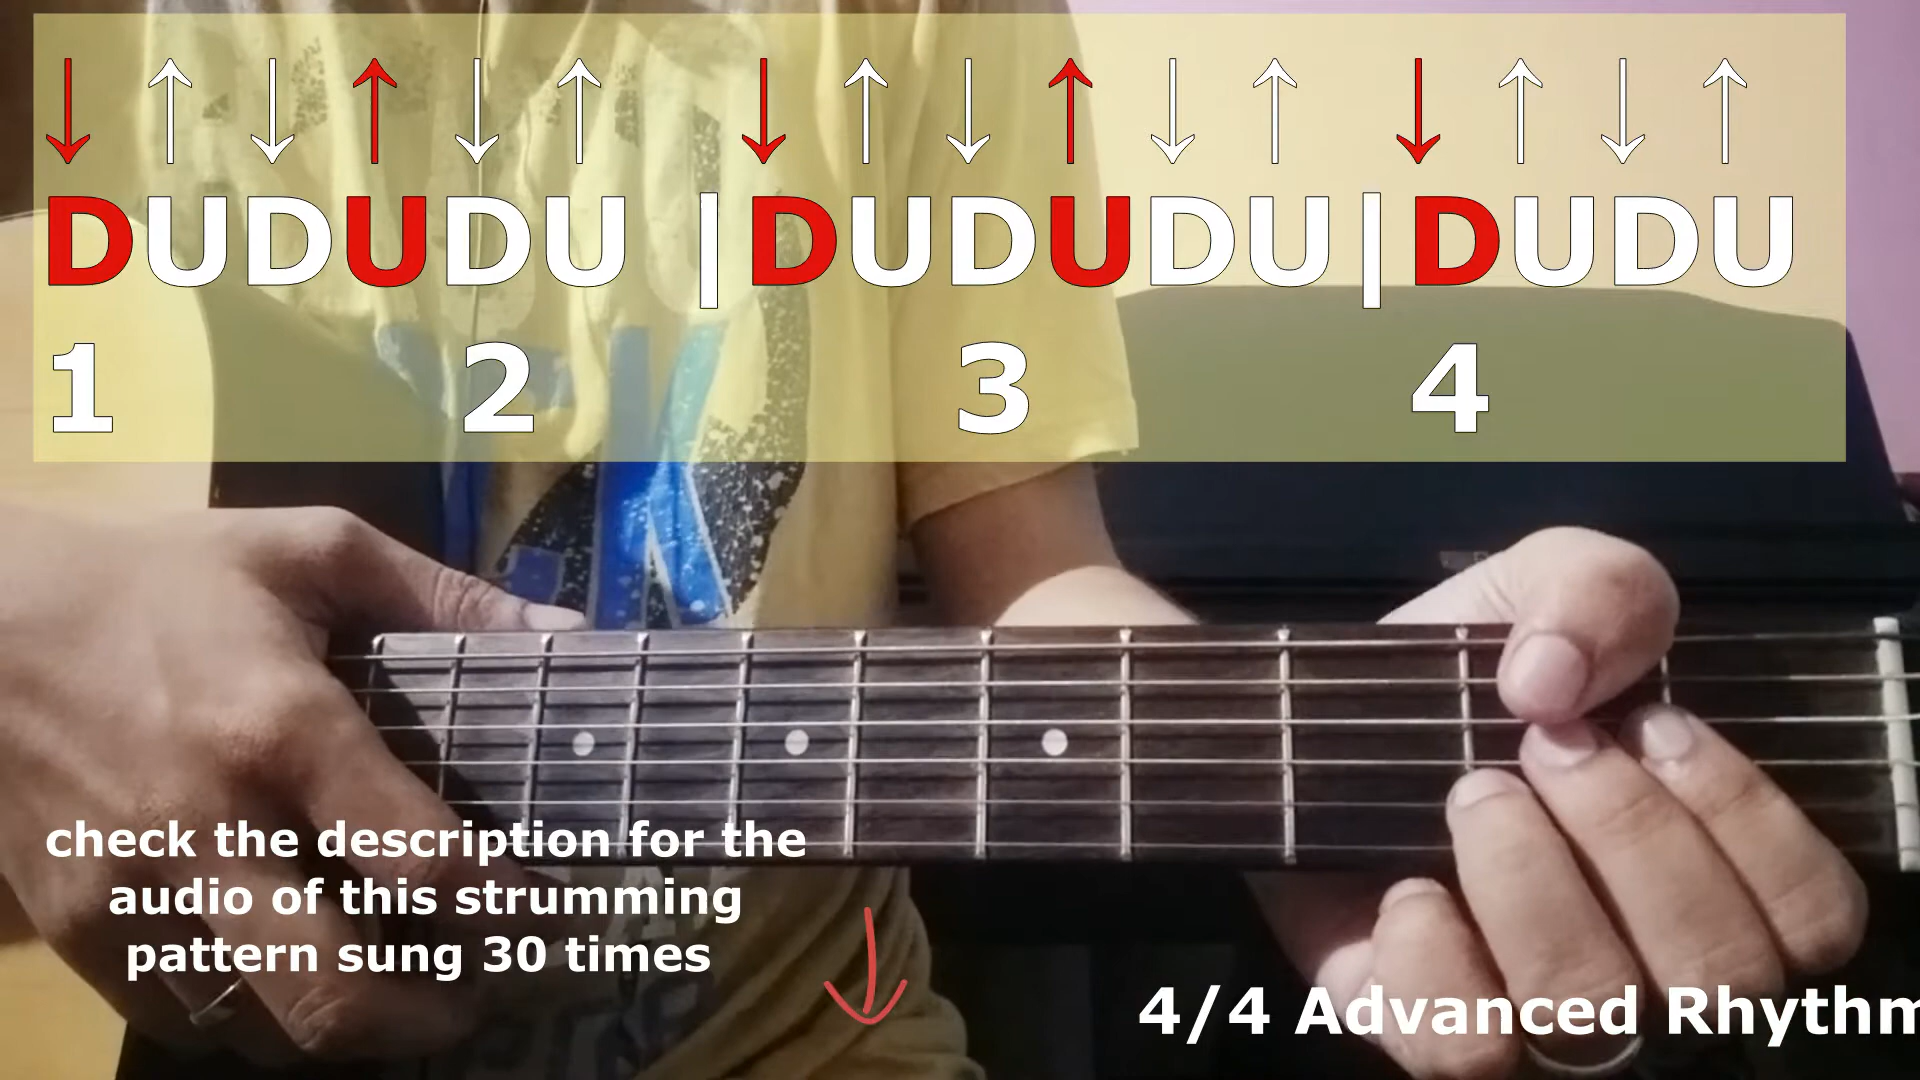 ↓ ↑ ↓ ↑ ↓ ↑ ↓ ↑ ↓ ↑ ↓ ↑ ↓ ↑ ↓ ↑
DUDUDU | DUDUDU | DUDU
1 2 3 4
check the description for the
audio of this strumming
pattern sung 30 times
4/4 Advanced Rhythm